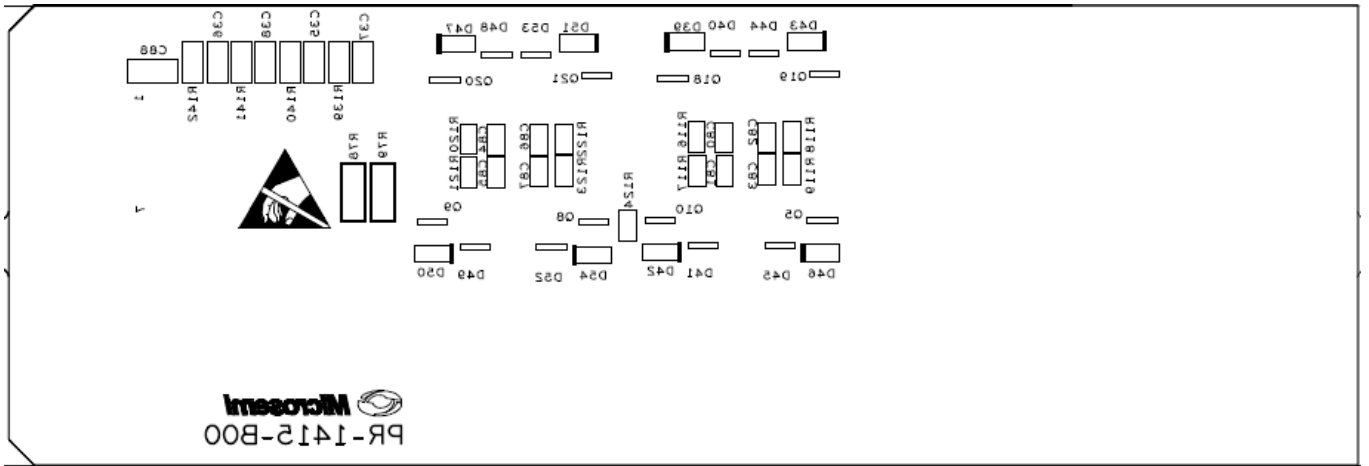 D47 D48 D53 D51 D39 D40 D44 D43
C36 C38 C35 C37
C88
Q20 Q21 Q18 Q19
1
R142 R141 R140 R139
R120 C84 C86 R122 R116 C80 C82 R118
R78 R79
R121 C85 C87 R123 R117 C81 C83 R119
R124
7
Q9 Q8 Q10 Q5
D50 D49 D52 D54 D42 D41 D45 D46
Microsemi
PR-1415-B00